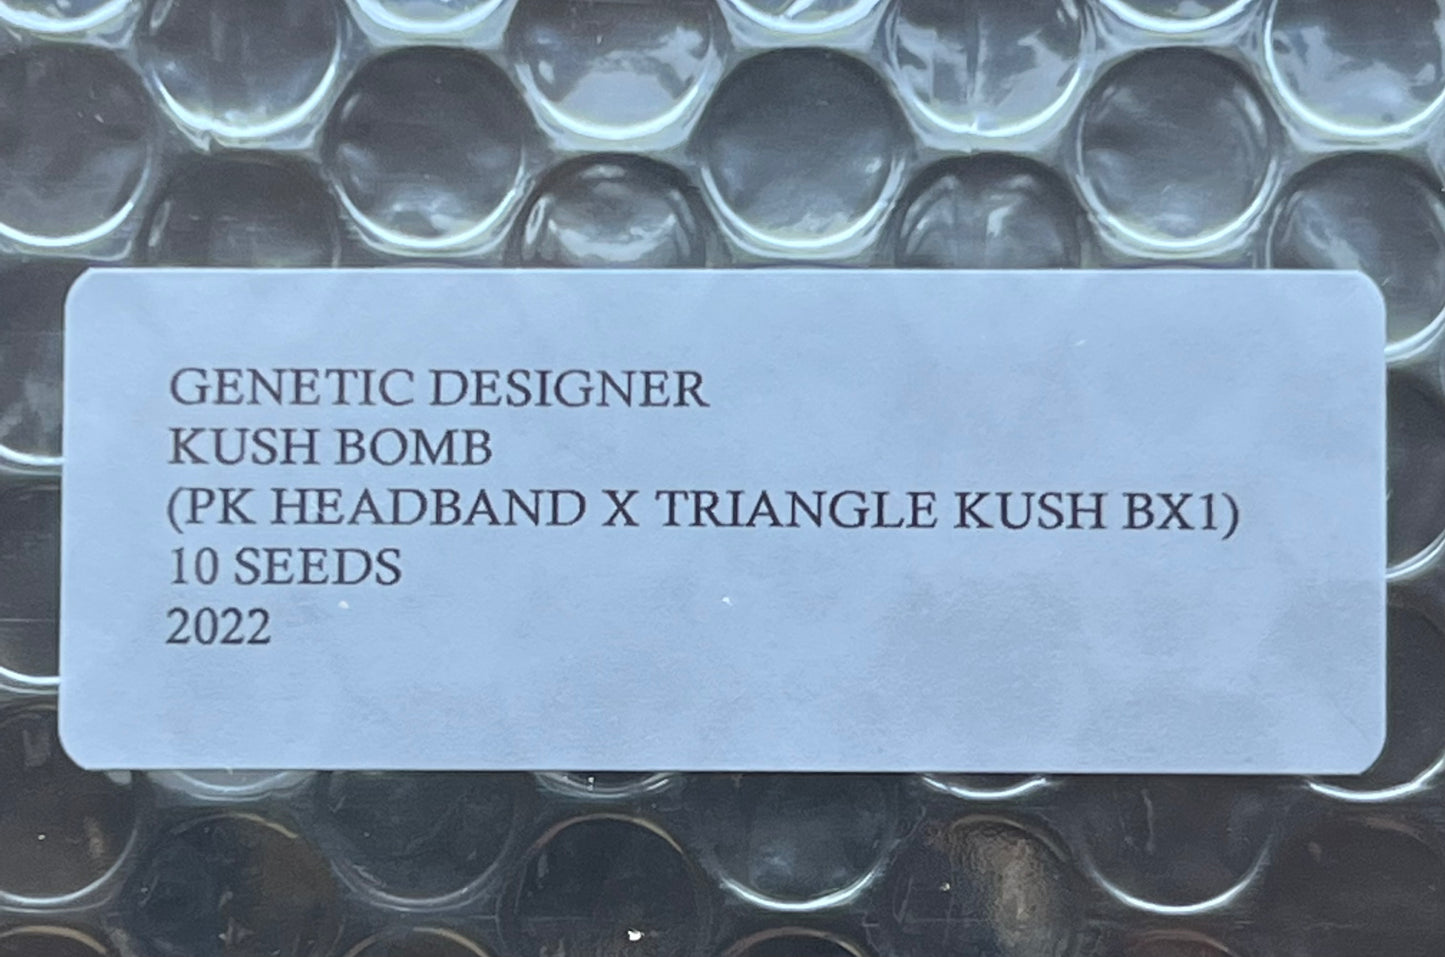 GENETIC DESIGNER
KUSH BOMB
(PK HEADBAND X TRIANGLE KUSH BX1)
10 SEEDS
2022